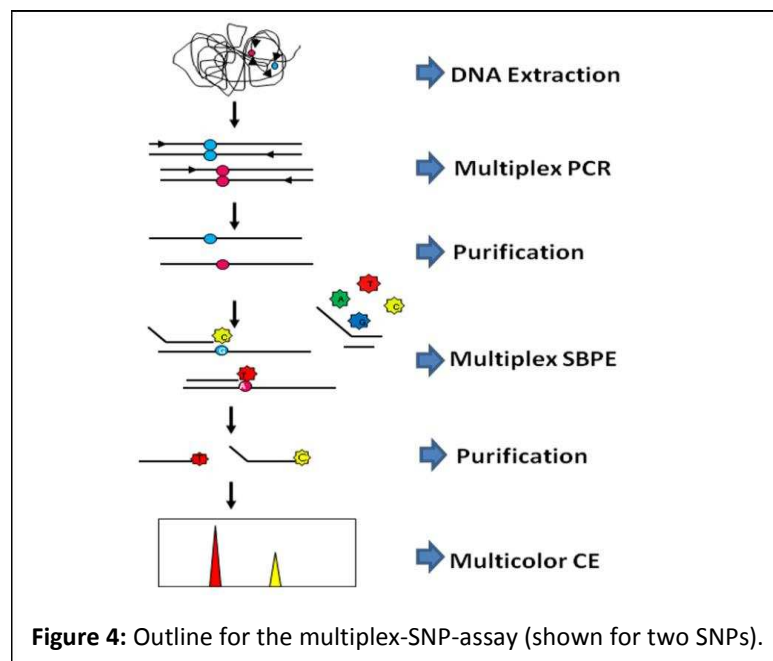 DNA Extraction
Multiplex PCR
Purification
T
A
C
G
C
G
Multiplex SBPE
T
A
T
C
Purification
Multicolor CE
Figure 4: Outline for the multiplex-SNP-assay (shown for two SNPs).